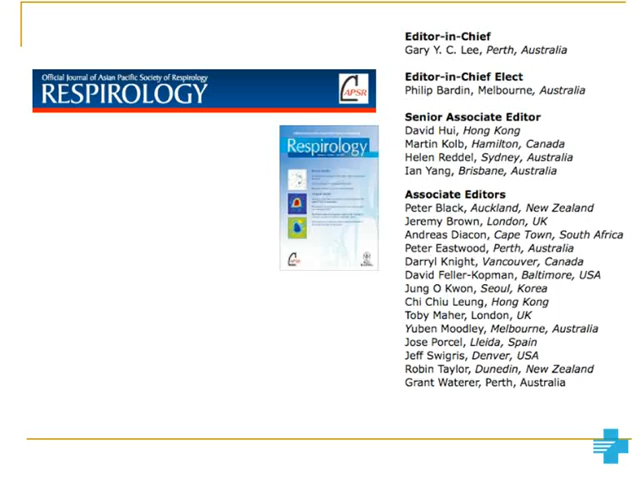 Official Journal of Asian Pacific Society of Respirology
RESPIROLOGY
APSR
Respirology
APSR
Editor-in-Chief
Gary Y. C. Lee, Perth, Australia
Editor-in-Chief Elect
Philip Bardin, Melbourne, Australia
Senior Associate Editor
David Hui, Hong Kong
Martin Kolb, Hamilton, Canada
Helen Reddel, Sydney, Australia
Ian Yang, Brisbane, Australia
Associate Editors
Peter Black, Auckland, New Zealand
Jeremy Brown, London, UK
Andreas Diacon, Cape Town, South Africa
Peter Eastwood, Perth, Australia
Darryl Knight, Vancouver, Canada
David Feller-Kopman, Baltimore, USA
Jung O Kwon, Seoul, Korea
Chi Chiu Leung, Hong Kong
Toby Maher, London, UK
Yuben Moodley, Melbourne, Australia
Jose Porcel, Lleida, Spain
Jeff Swigris, Denver, USA
Robin Taylor, Dunedin, New Zealand
Grant Waterer, Perth, Australia